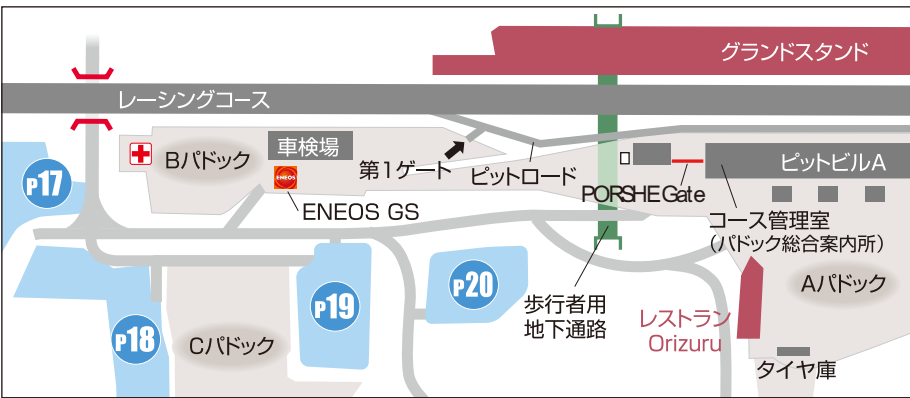 グランドスタンド
レーシングコース
車検場
Bパドック
第1ゲート
ピットロード
ピットビルA
P17
ENEOS
ENEOS GS
PORSHE Gate
コース管理室
（パドック総合案内所）
P18
Cパドック
P19
P20
歩行者用
地下通路
レストラン
Orizuru
Aパドック
タイヤ庫